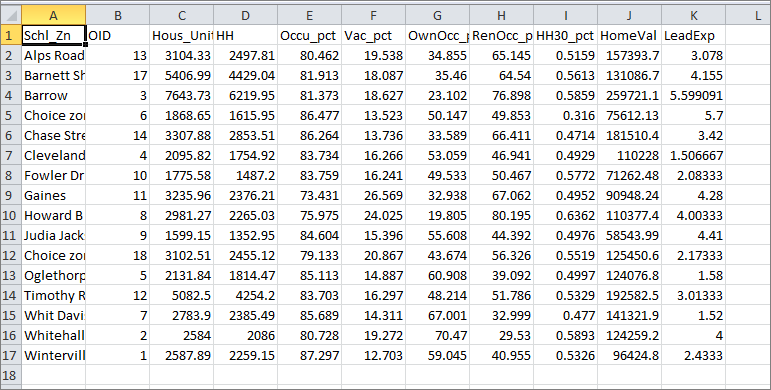 A B C D E F G H I J K L
1 Schl_Zn OID Hous_Unit HH Occu_pct Vac_pct OwnOcc_p RenOcc_p HH30_pct HomeVal LeadExp
2 Alps Road 13 3104.33 2497.81 80.462 19.538 34.855 65.145 0.5159 157393.7 3.078
3 Barnett Sh 17 5406.99 4429.04 81.913 18.087 35.46 64.54 0.5613 131086.7 4.155
4 Barrow 3 7643.73 6219.95 81.373 18.627 23.102 76.898 0.5859 259721.1 5.599091
5 Choice zo 6 1868.65 1615.95 86.477 13.523 50.147 49.853 0.316 75612.13 5.7
6 Chase Stre 14 3307.88 2853.51 86.264 13.736 33.589 66.411 0.4714 181510.4 3.42
7 Cleveland 4 2095.82 1754.92 83.734 16.266 53.059 46.941 0.4929 110228 1.506667
8 Fowler Dr 10 1775.58 1487.2 83.759 16.241 49.533 50.467 0.5772 71262.48 2.08333
9 Gaines 11 3235.96 2376.21 73.431 26.569 32.938 67.062 0.4952 90948.24 4.28
10 Howard B 8 2981.27 2265.03 75.975 24.025 19.805 80.195 0.6362 110377.4 4.00333
11 Judia Jack 9 1599.15 1352.95 84.604 15.396 55.608 44.392 0.4976 58543.99 4.41
12 Choice zo 18 3102.51 2455.12 79.133 20.867 43.674 56.326 0.5519 125450.6 2.17333
13 Oglethorp 5 2131.84 1814.47 85.113 14.887 60.908 39.092 0.4997 124076.8 1.58
14 Timothy R 12 5082.5 4254.2 83.703 16.297 48.214 51.786 0.5329 192582.5 3.01333
15 Whit Davi 7 2783.9 2385.49 85.689 14.311 67.001 32.999 0.477 141321.9 1.52
16 Whitehall 2 2584 2086 80.728 19.272 70.47 29.53 0.5893 124259.2 4
17 Wintervill 1 2587.89 2259.15 87.297 12.703 59.045 40.955 0.5326 96424.8 2.4333
18